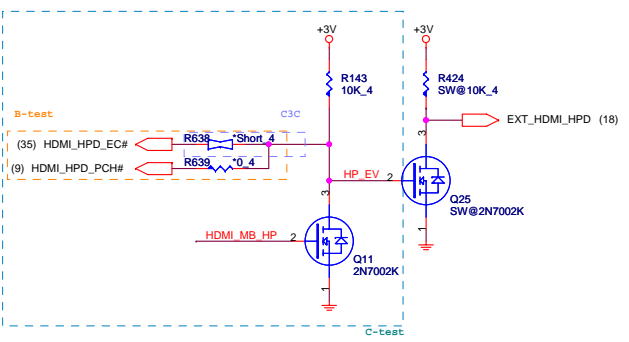 +3V
+3V
R143
10K_4
R424
SW@10K_4
B-test
C3C
EXT_HDMI_HPD (18)
R638
*Short_4
(35) HDMI_HPD_EC#
3
R639
*0_4
(9) HDMI_HPD_PCH#
HP_EV
2
3
Q25
SW@2N7002K
1
HDMI_MB_HP
2
Q11
2N7002K
1
C-test